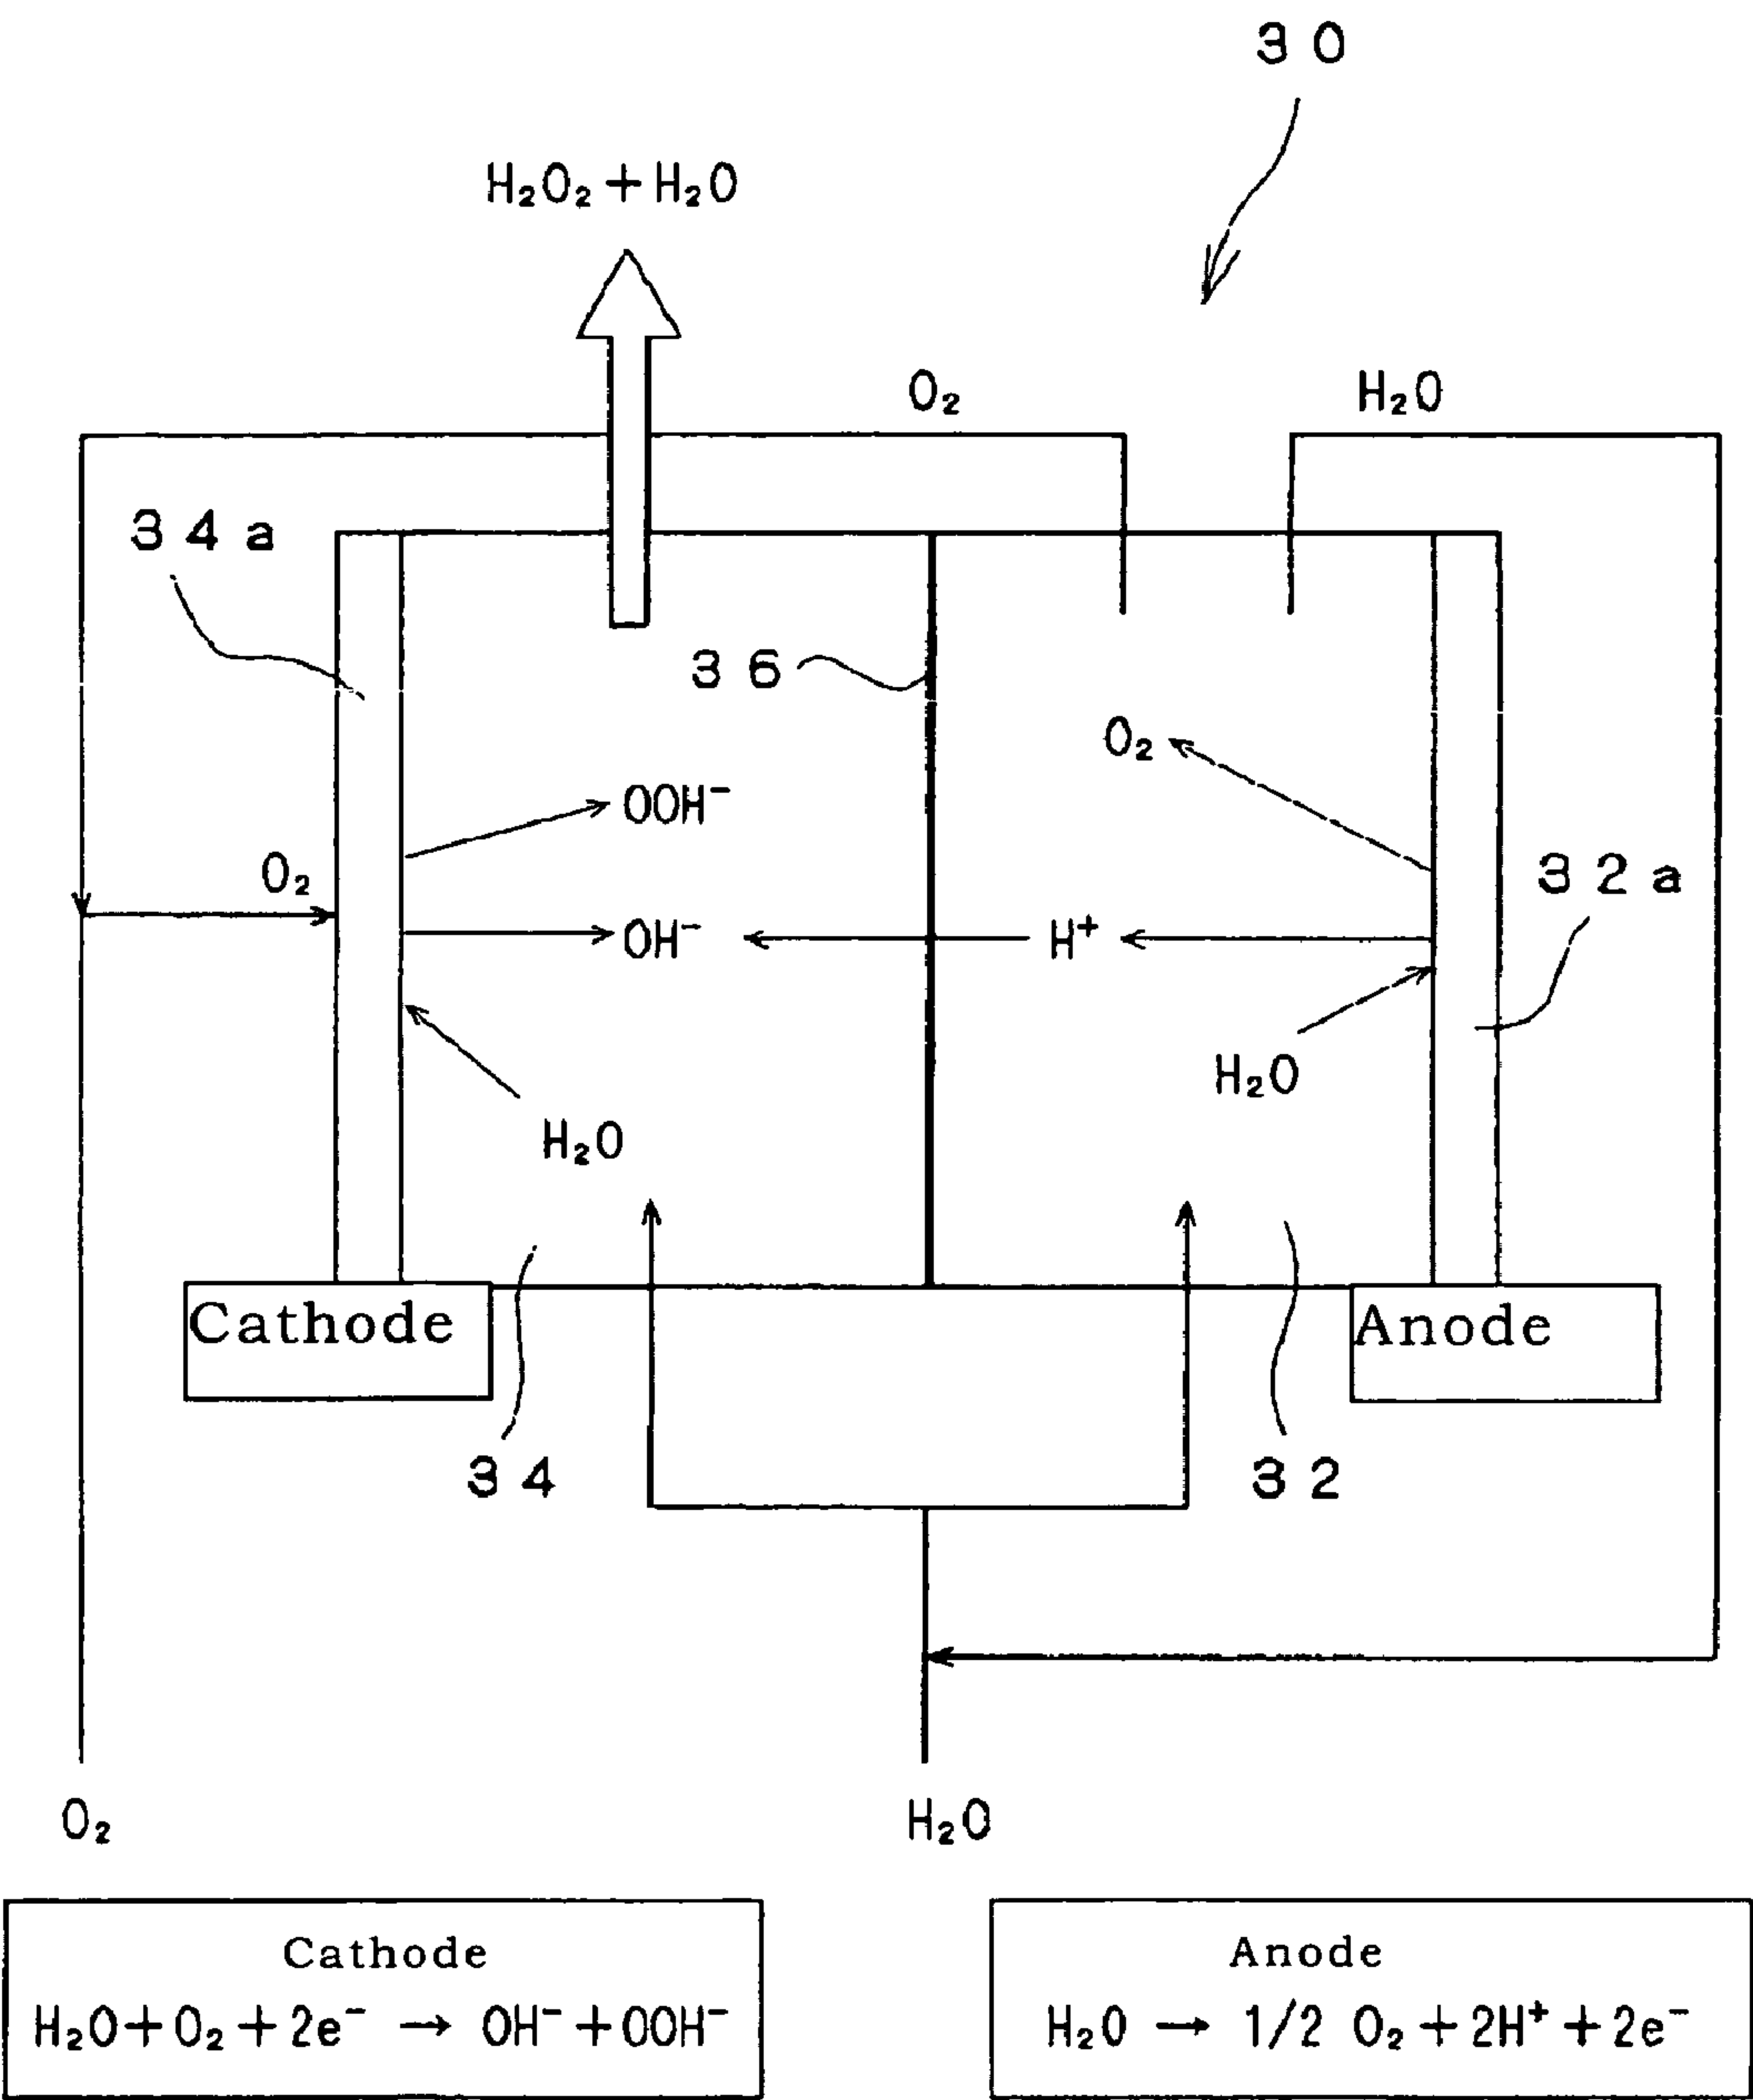 30
H₂O₂+H₂O
O₂
H₂O
34a
36
O₂
OOH⁻
O₂
32a
OH⁻
H⁺
H₂O
H₂O
Cathode
Anode
34
32
O₂
H₂O
Cathode
H₂O+O₂+2e⁻ → OH⁻+OOH⁻
Anode
H₂O → 1/2 O₂+2H⁺+2e⁻